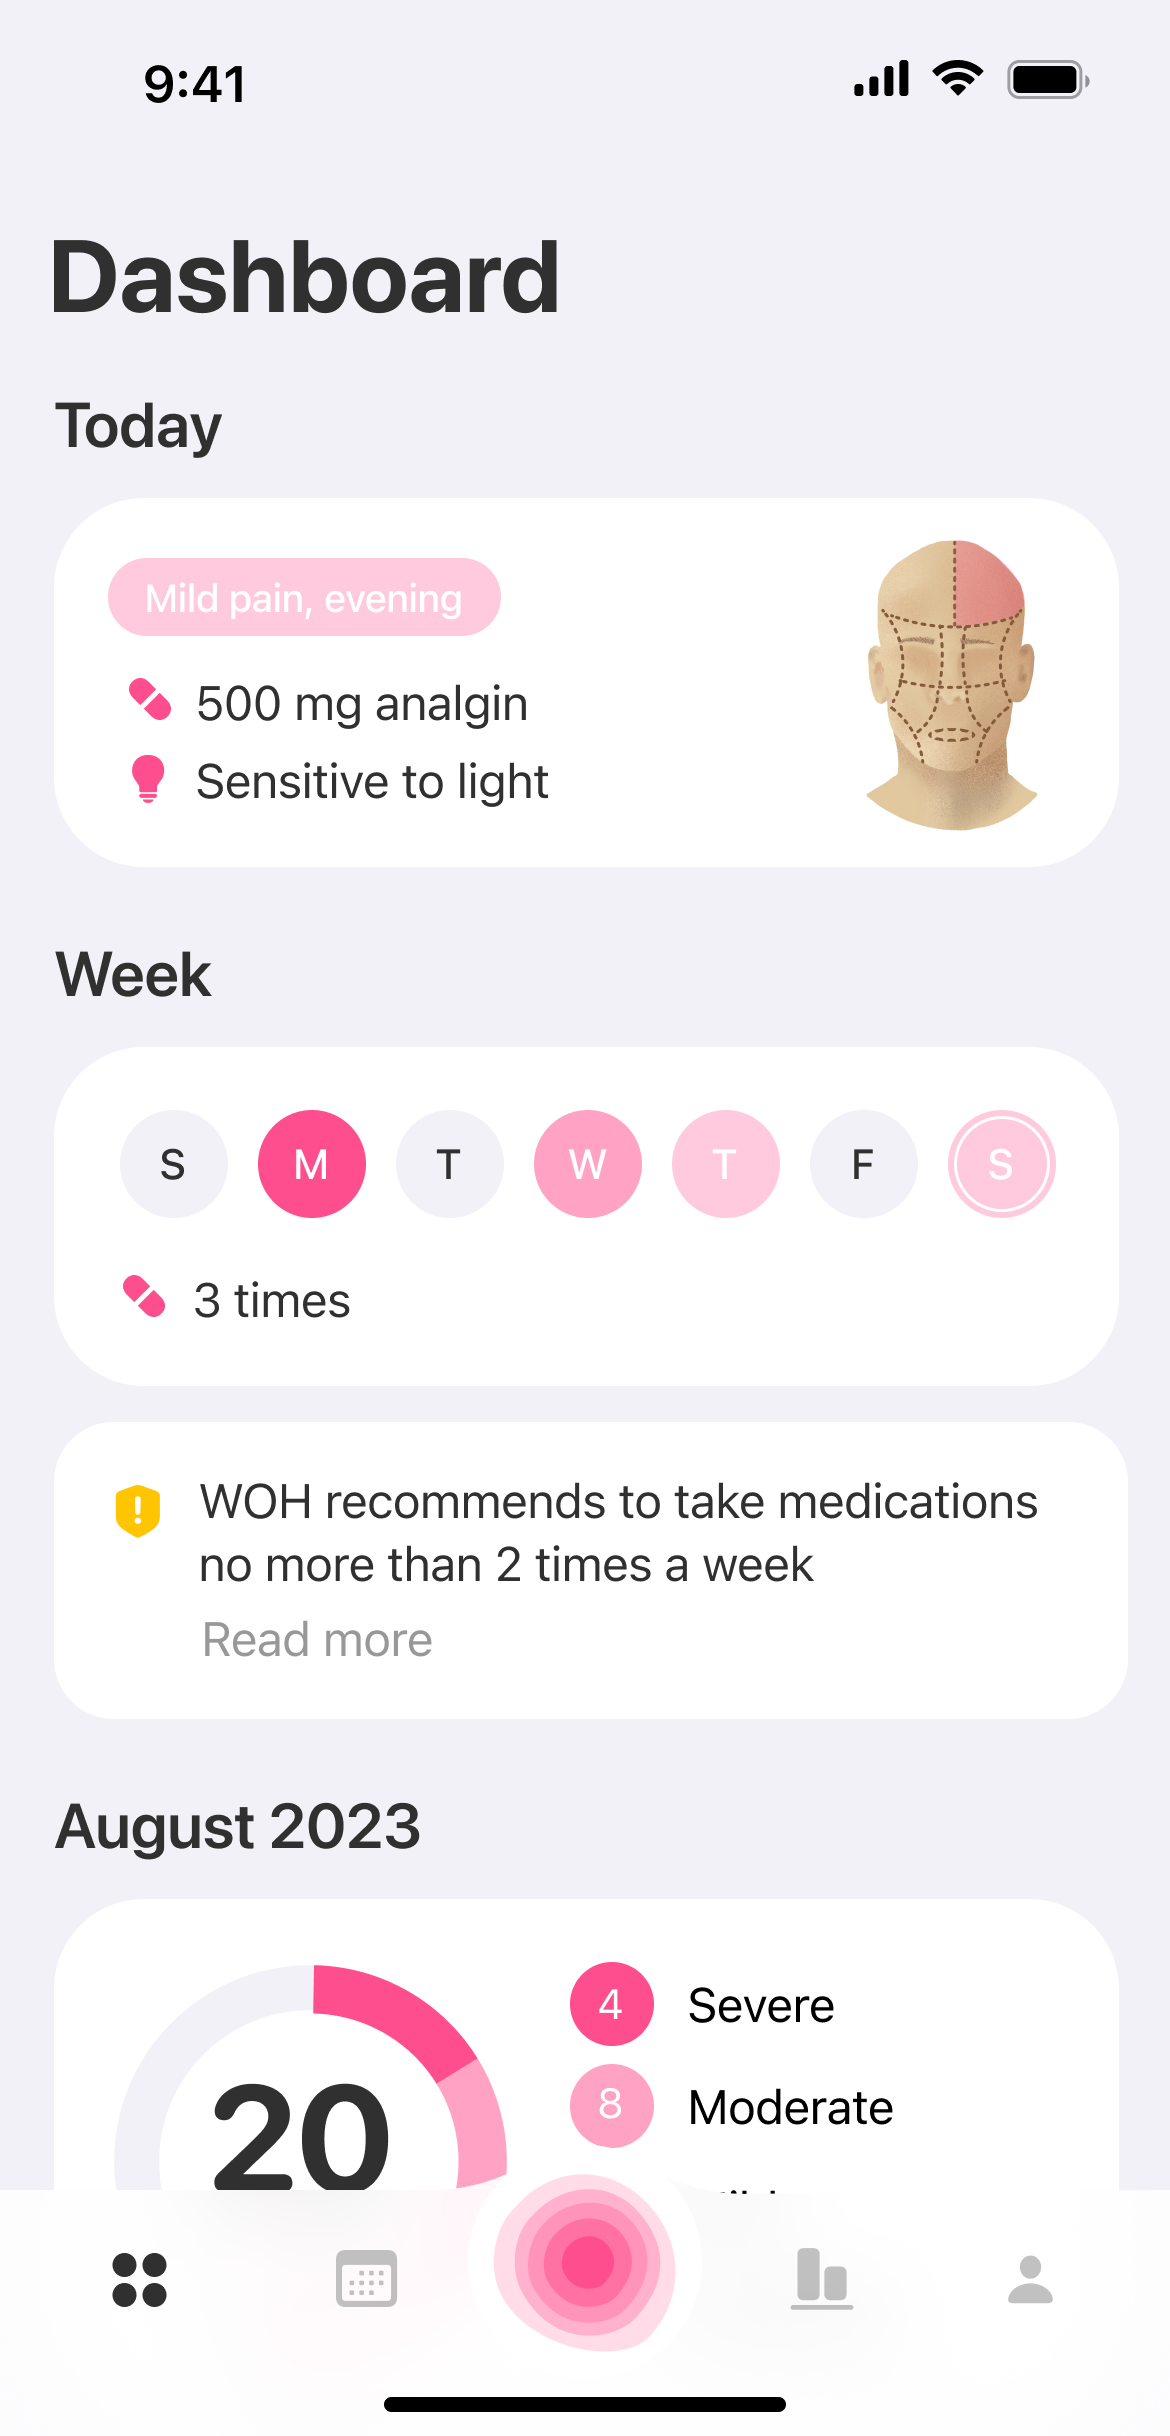 9:41
Dashboard
Today
Mild pain, evening
500 mg analgin
Sensitive to light
Week
S M T W T F S
3 times
WOH recommends to take medications
no more than 2 times a week
Read more
August 2023
20
4 Severe
8 Moderate